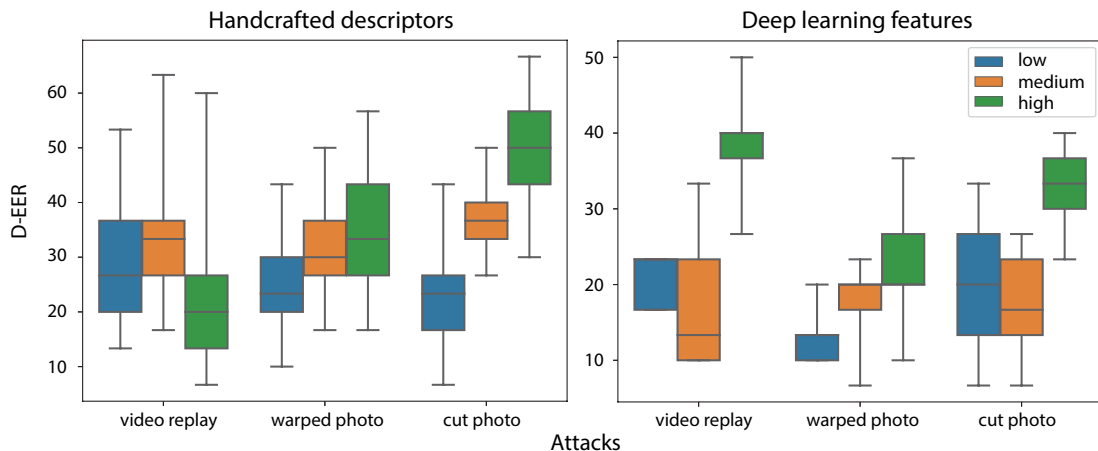 Handcrafted descriptors
Deep learning features
D-EER
60
50
40
30
20
10
50
40
30
20
10
low
medium
high
video replay
warped photo
cut photo
video replay
warped photo
cut photo
Attacks